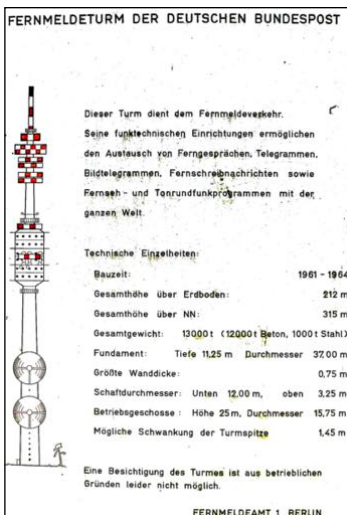 FERNMELDETURM DER DEUTSCHEN BUNDESPOST
Dieser Turm dient dem Fernmeldeverkehr.
Seine funktechnischen Einrichtungen ermöglichen
den Austausch von Ferngesprächen, Telegrammen,
Bildtelegrammen, Fernschreibnachrichten sowie
Fernseh- und Tonrundfunkprogrammen mit der
ganzen Welt.
Technische Einzelheiten:
Bauzeit: 1961 - 1964
Gesamthöhe über Erdboden: 212 m
Gesamthöhe über NN: 315 m
Gesamtgewicht: 13000 t (12000 t Beton, 1000 t Stahl)
Fundament: Tiefe 11,25 m Durchmesser 37,00 m
Größte Wanddicke: 0,75 m
Schaftdurchmesser: Unten 12,00 m, oben 3,25 m
Betriebsgeschosse: Höhe 25 m, Durchmesser 15,75 m
Mögliche Schwankung der Turmspitze 1,45 m
Eine Besichtigung des Turmes ist aus betrieblichen
Gründen leider nicht möglich.
FERNMELDEAMT 1 BERLIN